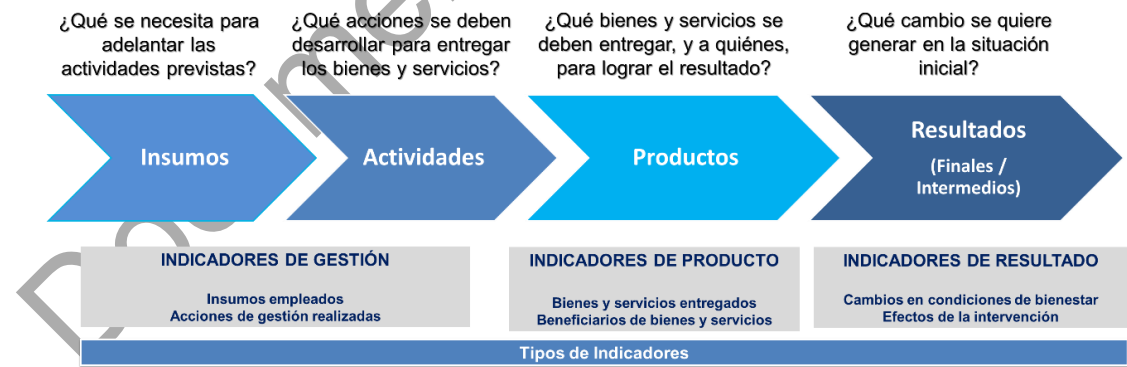 ¿Qué se necesita para
adelantar las
actividades previstas?
¿Qué acciones se deben
desarrollar para entregar
los bienes y servicios?
¿Qué bienes y servicios se
deben entregar, y a quiénes,
para lograr el resultado?
¿Qué cambio se quiere
generar en la situación
inicial?
Insumos
Actividades
Productos
Resultados
(Finales /
Intermedios)
INDICADORES DE GESTIÓN
Insumos empleados
Acciones de gestión realizadas
INDICADORES DE PRODUCTO
Bienes y servicios entregados
Beneficiarios de bienes y servicios
INDICADORES DE RESULTADO
Cambios en condiciones de bienestar
Efectos de la intervención
Tipos de Indicadores